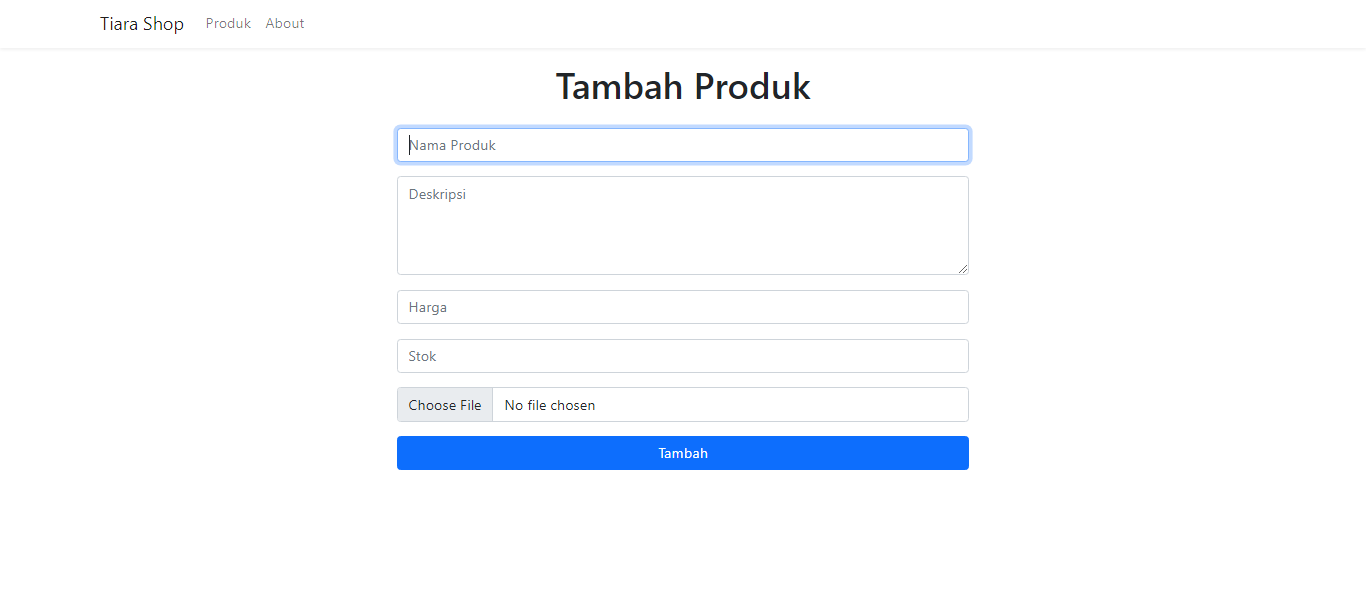 Tiara Shop Produk About
Tambah Produk
Nama Produk
Deskripsi
Harga
Stok
Choose File No file chosen
Tambah